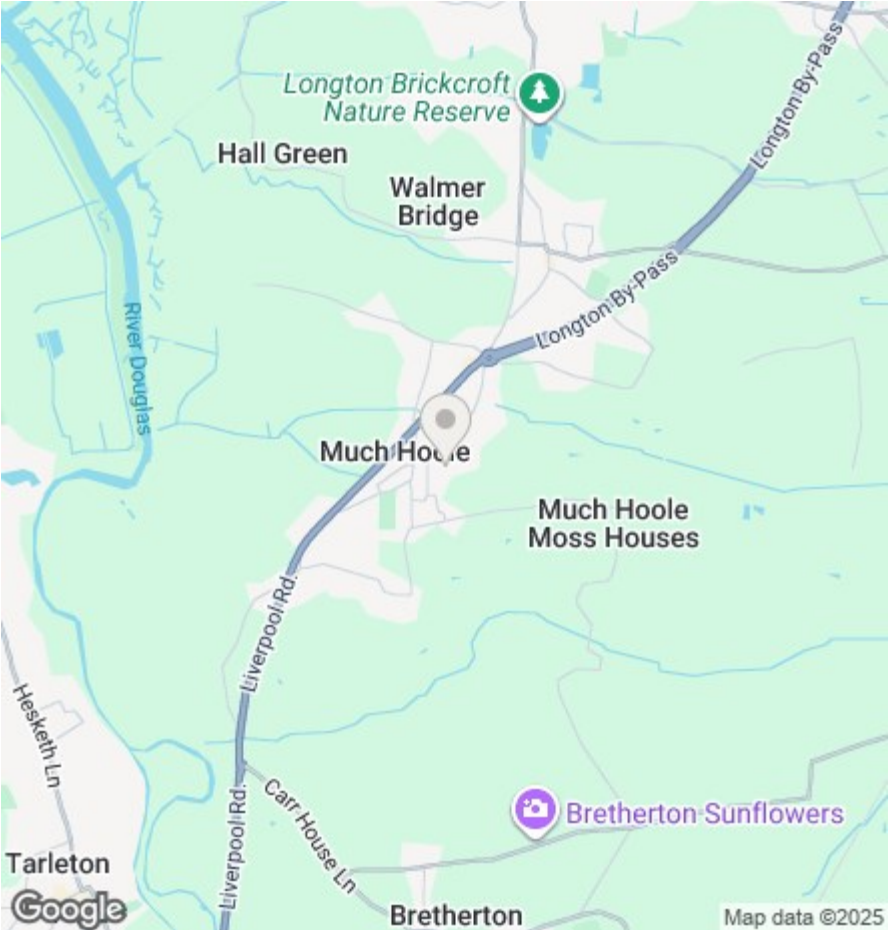 Longton Brickcroft
Nature Reserve
Hall Green
Walmer
Bridge
Longton By-Pass
Longton By-Pass
River Douglas
Much Hoole
Much Hoole
Moss Houses
Liverpool Rd.
Hesketh Ln
Liverpool Rd.
Carr House Ln
Bretherton Sunflowers
Tarleton
Bretherton
Google
Map data ©2025